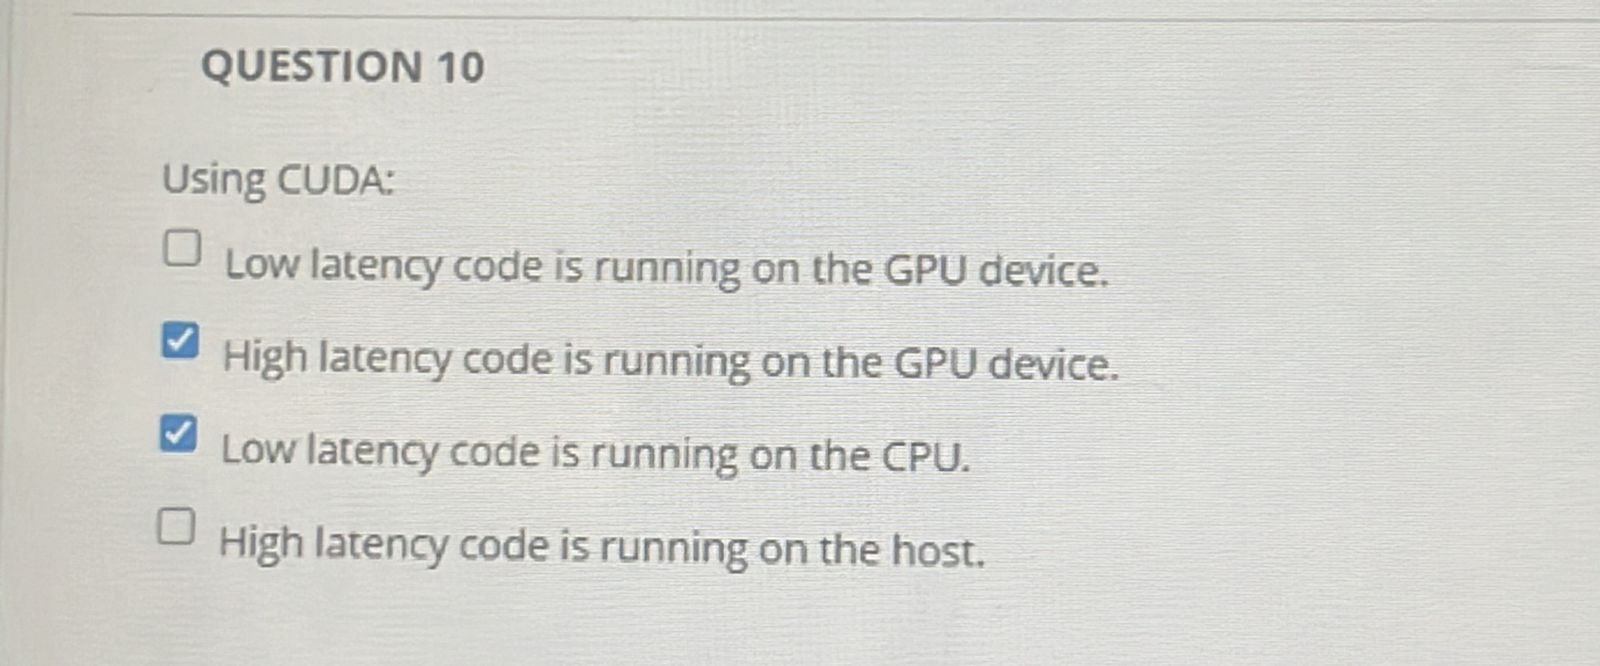 QUESTION 10
Using CUDA:
Low latency code is running on the GPU device.
High latency code is running on the GPU device.
Low latency code is running on the CPU.
High latency code is running on the host.